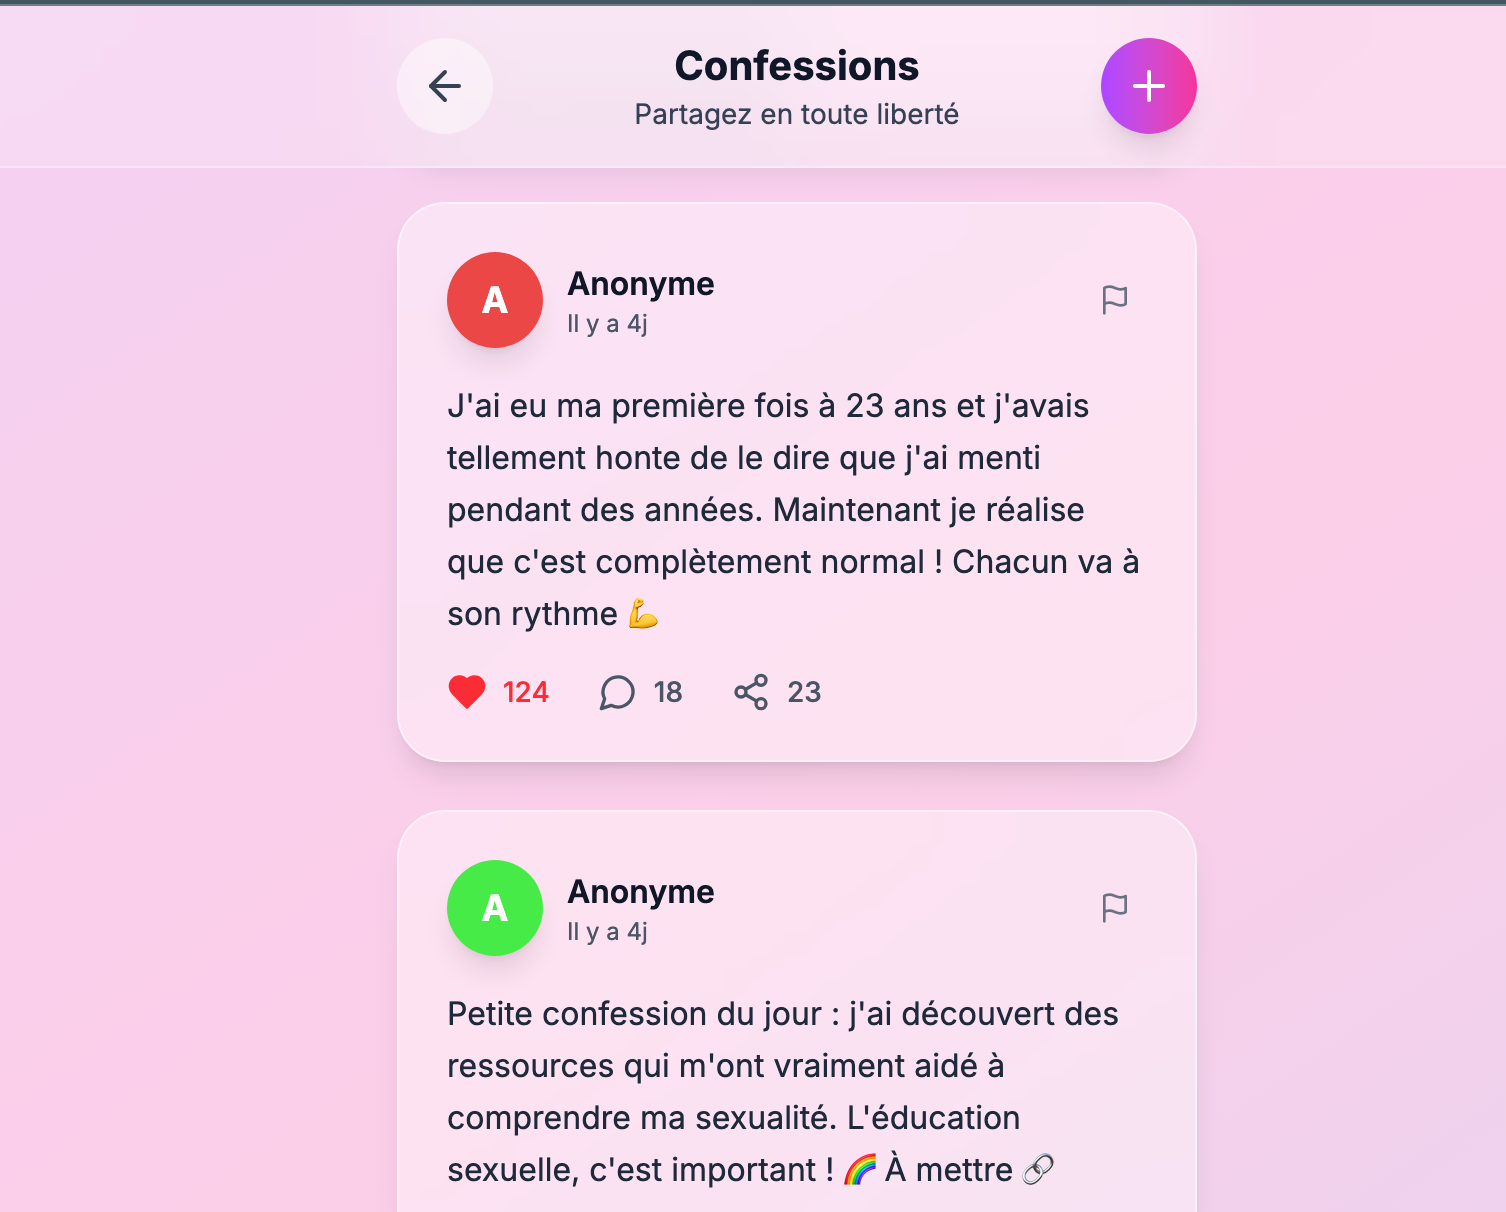 Confessions
Partagez en toute liberté
A
Anonyme
Il y a 4j
J'ai eu ma première fois à 23 ans et j'avais
tellement honte de le dire que j'ai menti
pendant des années. Maintenant je réalise
que c'est complètement normal ! Chacun va à
son rythme 💪
124 18 23
A
Anonyme
Il y a 4j
Petite confession du jour : j'ai découvert des
ressources qui m'ont vraiment aidé à
comprendre ma sexualité. L'éducation
sexuelle, c'est important ! 🌈 À mettre 🔗